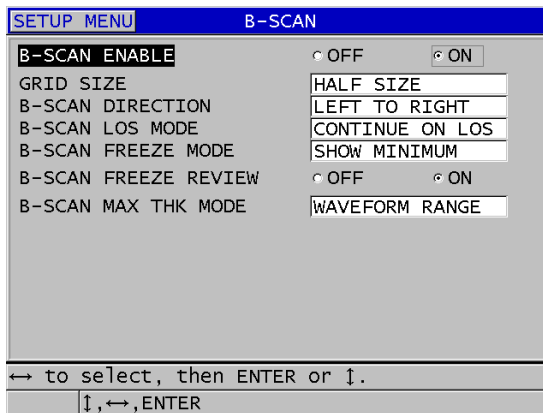 SETUP MENU B-SCAN
B-SCAN ENABLE OFF ON
GRID SIZE HALF SIZE
B-SCAN DIRECTION LEFT TO RIGHT
B-SCAN LOS MODE CONTINUE ON LOS
B-SCAN FREEZE MODE SHOW MINIMUM
B-SCAN FREEZE REVIEW OFF ON
B-SCAN MAX THK MODE WAVEFORM RANGE
↔ to select, then ENTER or ↕.
↕,↔,ENTER